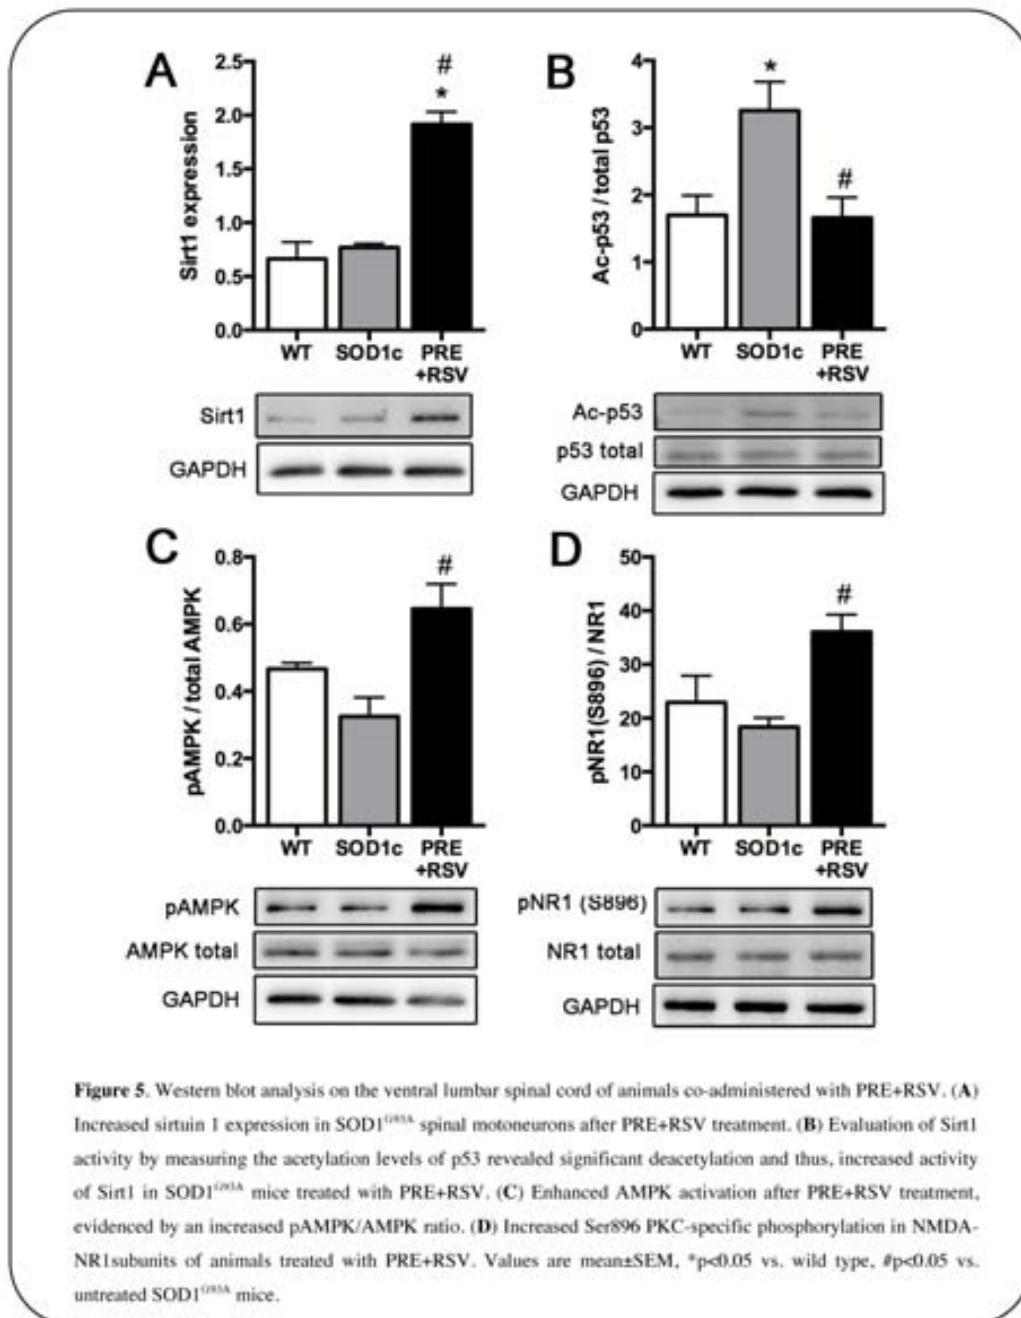 A
Sirt1 expression
2.5
2.0
1.5
1.0
0.5
0.0
#
*
WT SOD1c PRE
+RSV
Sirt1
GAPDH
B
Ac-p53 / total p53
4
3
2
1
0
*
#
WT SOD1c PRE
+RSV
Ac-p53
p53 total
GAPDH
C
pAMPK / total AMPK
0.8
0.6
0.4
0.2
0.0
#
WT SOD1c PRE
+RSV
pAMPK
AMPK total
GAPDH
D
pNR1(S896) / NR1
50
40
30
20
10
0
#
WT SOD1c PRE
+RSV
pNR1 (S896)
NR1 total
GAPDH
Figure 5. Western blot analysis on the ventral lumbar spinal cord of animals co-administered with PRE+RSV. (A)
Increased sirtuin 1 expression in SOD1G93A spinal motoneurons after PRE+RSV treatment. (B) Evaluation of Sirt1
activity by measuring the acetylation levels of p53 revealed significant deacetylation and thus, increased activity
of Sirt1 in SOD1G93A mice treated with PRE+RSV. (C) Enhanced AMPK activation after PRE+RSV treatment,
evidenced by an increased pAMPK/AMPK ratio. (D) Increased Ser896 PKC-specific phosphorylation in NMDA-
NR1subunits of animals treated with PRE+RSV. Values are mean±SEM, *p<0.05 vs. wild type, #p<0.05 vs.
untreated SOD1G93A mice.